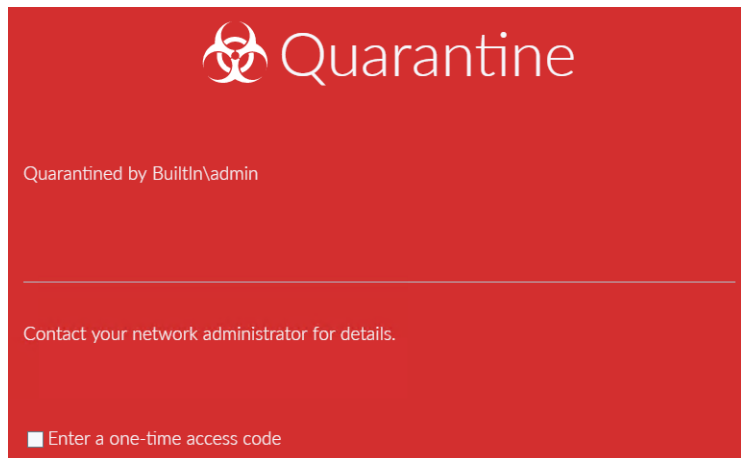 Quarantine
Quarantined by BuiltIn\admin
Contact your network administrator for details.
Enter a one-time access code